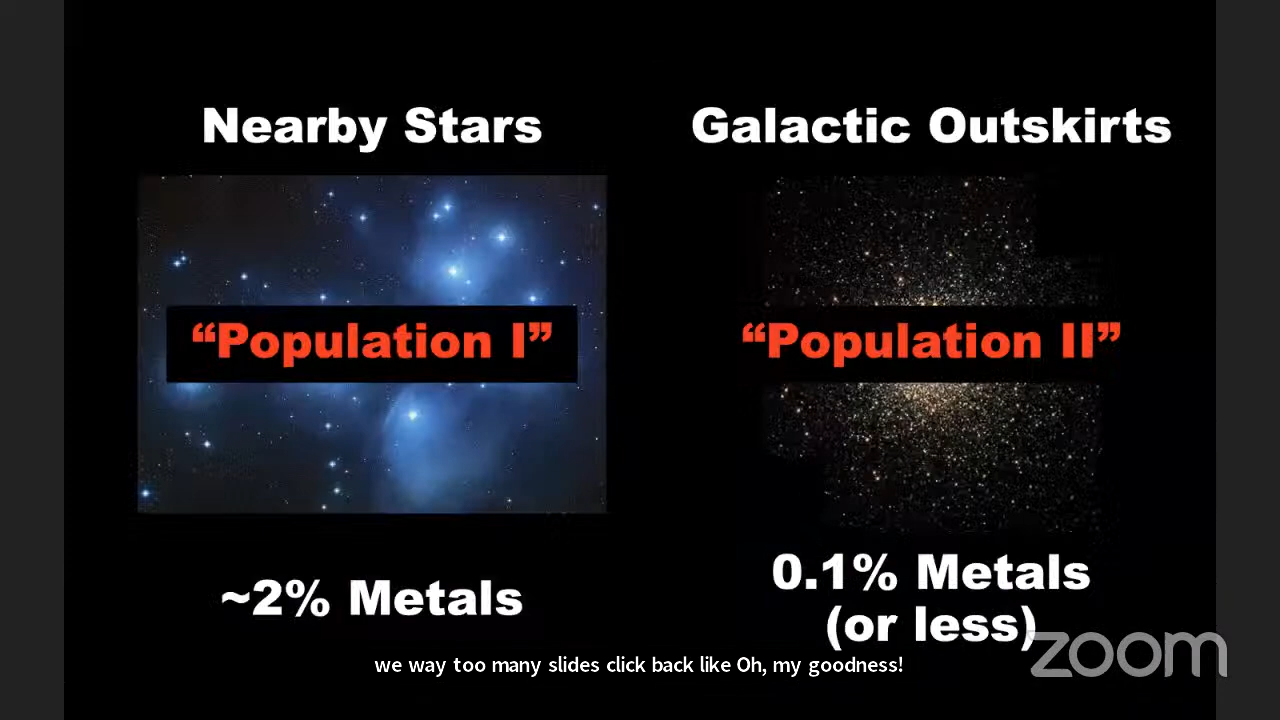 Nearby Stars
Galactic Outskirts
“Population I”
“Population II”
~2% Metals
0.1% Metals
(or less)
we way too many slides click back like Oh, my goodness!
zoom